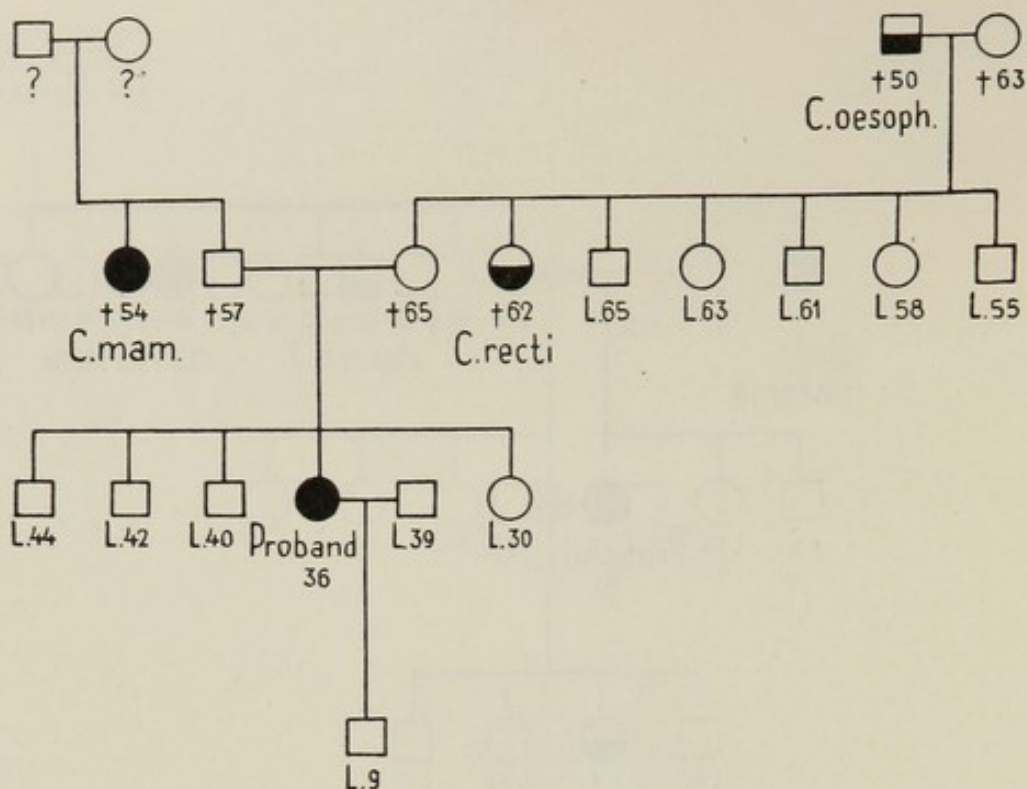 ? ?
†50 †63
C.oesoph.
†54 †57 †65 †62 L.65 L.63 L.61 L.58 L.55
C.mam. C.recti
L.44 L.42 L.40 Proband L.39 L.30
36
L.9